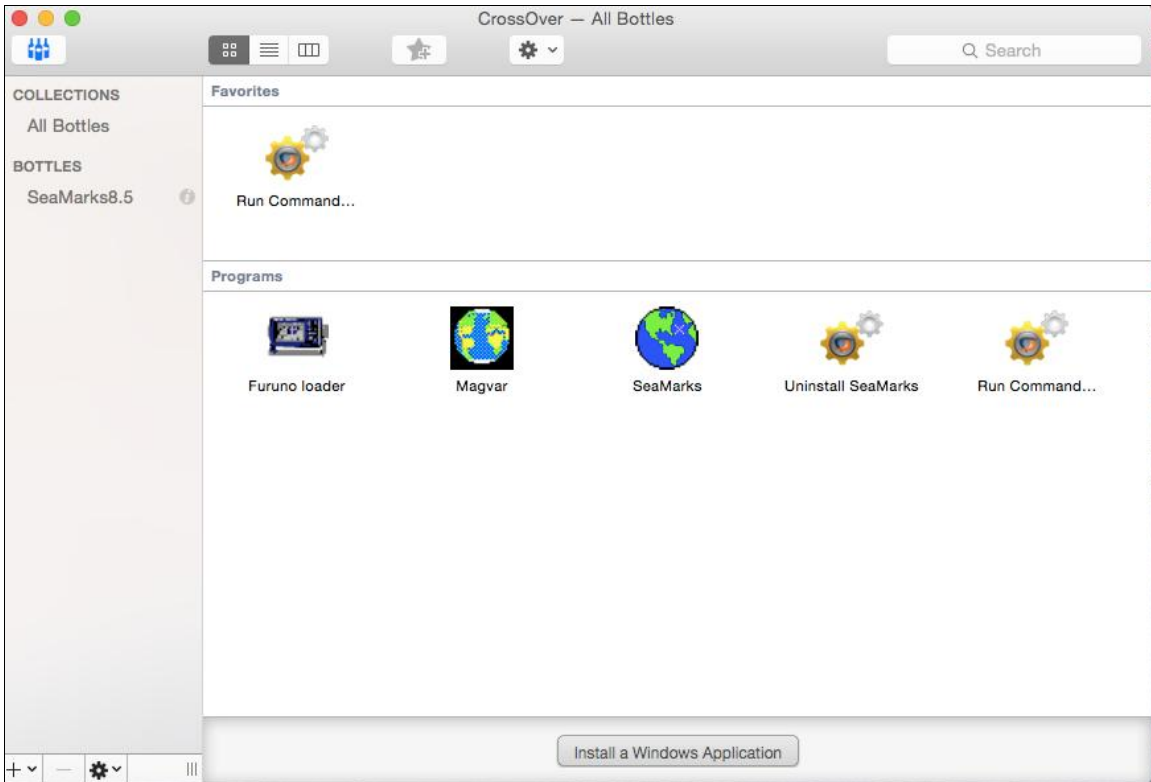 CrossOver — All Bottles
Search
COLLECTIONS
All Bottles
BOTTLES
SeaMarks8.5
Favorites
Run Command...
Programs
Furuno loader
Magvar
SeaMarks
Uninstall SeaMarks
Run Command...
Install a Windows Application